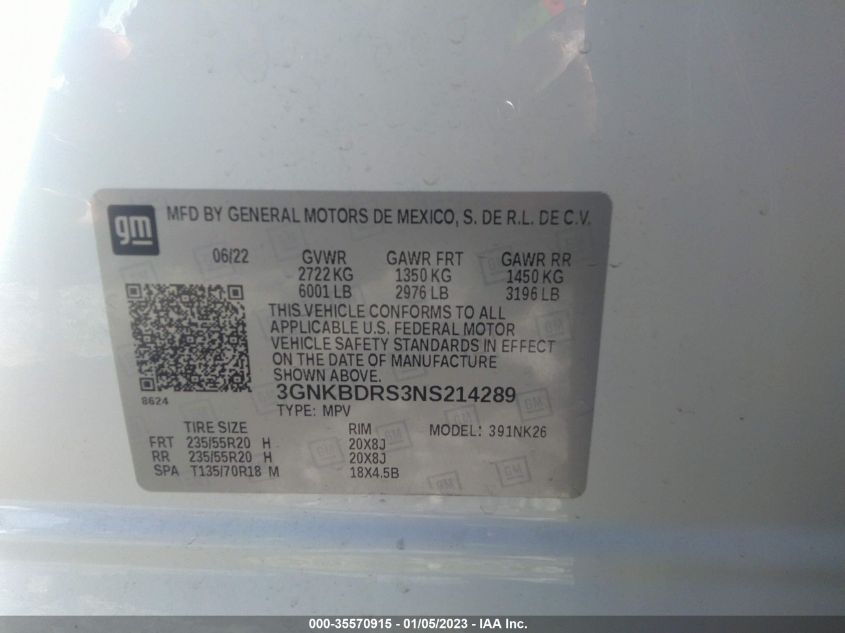 gm
MFD BY GENERAL MOTORS DE MEXICO, S. DE R.L. DE C.V.
06/22 GVWR GAWR FRT GAWR RR
2722 KG 1350 KG 1450 KG
6001 LB 2976 LB 3196 LB
THIS VEHICLE CONFORMS TO ALL
APPLICABLE U.S. FEDERAL MOTOR
VEHICLE SAFETY STANDARDS IN EFFECT
ON THE DATE OF MANUFACTURE
SHOWN ABOVE.
8624
3GNKBDRS3NS214289
TYPE: MPV
TIRE SIZE RIM MODEL: 391NK26
FRT 235/55R20 H 20X8J
RR 235/55R20 H 20X8J
SPA T135/70R18 M 18X4.5B
000-35570915 - 01/05/2023 - IAA Inc.